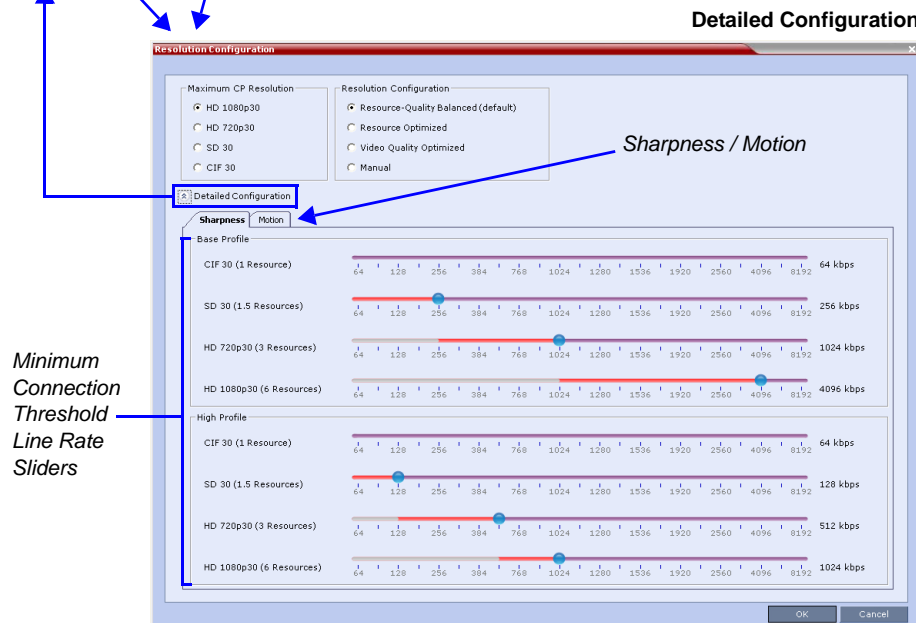 Detailed Configuration
Resolution Configuration
Maximum CP Resolution
HD 1080p30
HD 720p30
SD 30
CIF 30
Resolution Configuration
Resource-Quality Balanced (default)
Resource Optimized
Video Quality Optimized
Manual
Sharpness / Motion
Detailed Configuration
Sharpness Motion
Minimum
Connection
Threshold
Line Rate
Sliders
Base Profile
CIF 30 (1 Resource) 64 kbps
64 128 256 384 768 1024 1280 1536 1920 2560 4096 8192
SD 30 (1.5 Resources) 256 kbps
64 128 256 384 768 1024 1280 1536 1920 2560 4096 8192
HD 720p30 (3 Resources) 1024 kbps
64 128 256 384 768 1024 1280 1536 1920 2560 4096 8192
HD 1080p30 (6 Resources) 4096 kbps
64 128 256 384 768 1024 1280 1536 1920 2560 4096 8192
High Profile
CIF 30 (1 Resource) 64 kbps
64 128 256 384 768 1024 1280 1536 1920 2560 4096 8192
SD 30 (1.5 Resources) 128 kbps
64 128 256 384 768 1024 1280 1536 1920 2560 4096 8192
HD 720p30 (3 Resources) 512 kbps
64 128 256 384 768 1024 1280 1536 1920 2560 4096 8192
HD 1080p30 (6 Resources) 1024 kbps
64 128 256 384 768 1024 1280 1536 1920 2560 4096 8192
OK Cancel